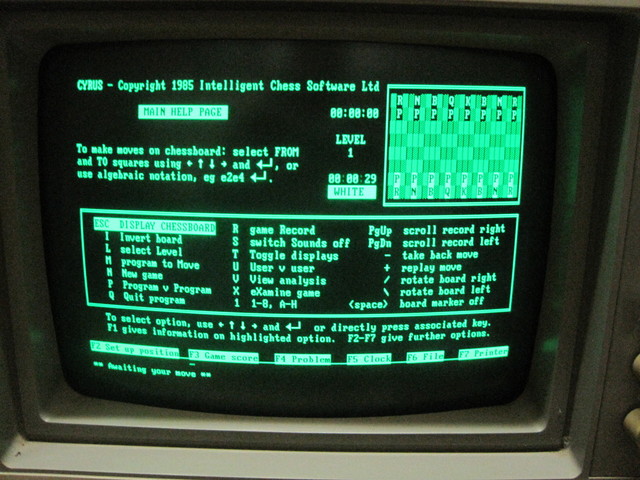 CYRUS - Copyright 1985 Intelligent Chess Software Ltd
MAIN HELP PAGE
00:00:00
LEVEL
1
00:00:29
WHITE
R N B Q K B N R
P P P P P P P P
P P P P P P P P
R N B Q K B N R
To make moves on chessboard: select FROM
and TO squares using ← ↑ ↓ → and ↵, or
use algebraic notation, eg e2e4 ↵.
ESC DISPLAY CHESSBOARD
I Invert board
L select Level
M program to Move
N New game
P Program v Program
Q Quit program
R game Record
S switch Sounds off
T Toggle displays
U User v user
V View analysis
X eXamine game
1 1-8, A-H
PgUp scroll record right
PgDn scroll record left
- take back move
+ replay move
/ rotate board right
\ rotate board left
<space> board marker off
To select option, use ← ↑ ↓ → and ↵ or directly press associated key.
F1 gives information on highlighted option. F2-F7 give further options.
F2 Set up position F3 Game score F4 Problem F5 Clock F6 File F7 Printer
** Awaiting your move **